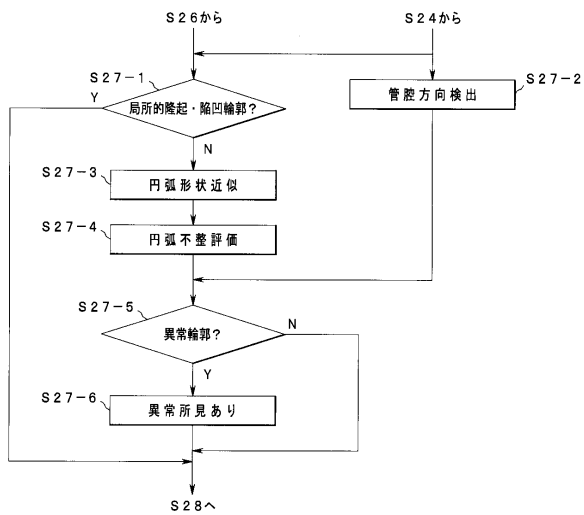 S26から
S24から
S27-1
S27-2
Y
局所的隆起・陥凹輪郭?
管腔方向検出
N
S27-3
円弧形状近似
S27-4
円弧不整評価
S27-5
異常輪郭?
N
Y
S27-6
異常所見あり
S28へ